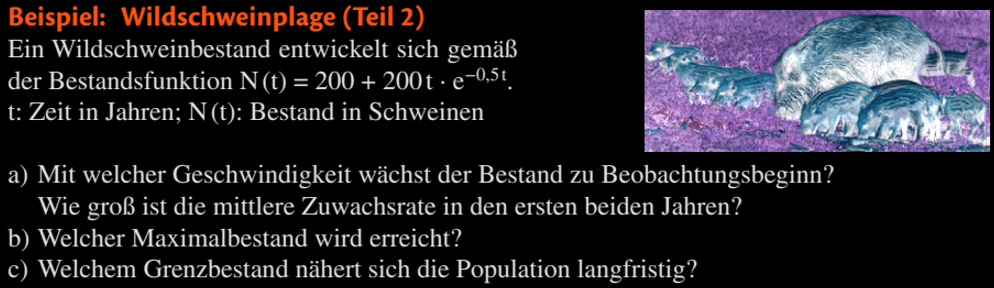 Beispiel: Wildschweinplage (Teil 2)
Ein Wildschweinbestand entwickelt sich gemäß
der Bestandsfunktion N(t) = 200 + 200t · e⁻⁰,⁵ᵗ.
t: Zeit in Jahren; N(t): Bestand in Schweinen
a) Mit welcher Geschwindigkeit wächst der Bestand zu Beobachtungsbeginn?
Wie groß ist die mittlere Zuwachsrate in den ersten beiden Jahren?
b) Welcher Maximalbestand wird erreicht?
c) Welchem Grenzbestand nähert sich die Population langfristig?